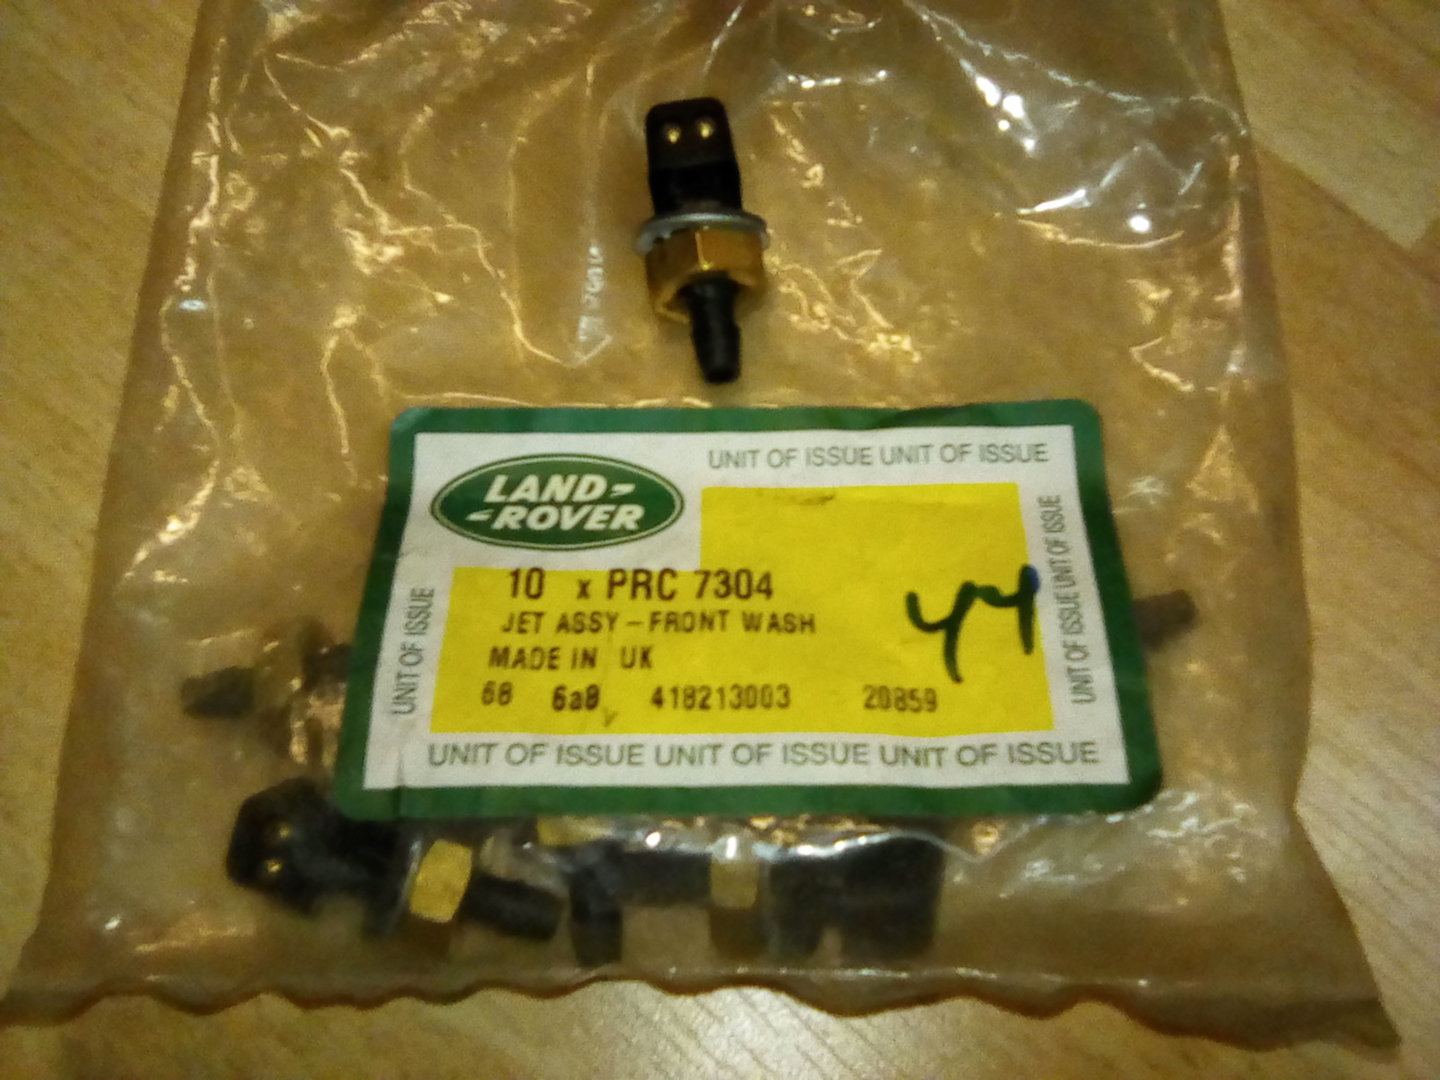 UNIT OF ISSUE UNIT OF ISSUE
LAND-
-ROVER
10 x PRC 7304
JET ASSY - FRONT WASH
MADE IN UK
68 6a8 418213003 20859
UNIT OF ISSUE
UNIT OF ISSUE UNIT OF ISSUE
UNIT OF ISSUE UNIT OF ISSUE UNIT OF ISSUE